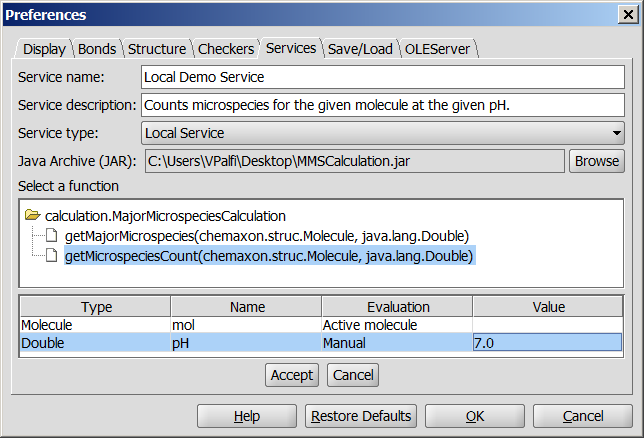 Preferences
Display Bonds Structure Checkers Services Save/Load OLEServer
Service name: Local Demo Service
Service description: Counts microspecies for the given molecule at the given pH.
Service type: Local Service
Java Archive (JAR): C:\Users\VPalfi\Desktop\MMSCalculation.jar Browse
Select a function
calculation.MajorMicrospeciesCalculation
getMajorMicrospecies(chemaxon.struc.Molecule, java.lang.Double)
getMicrospeciesCount(chemaxon.struc.Molecule, java.lang.Double)
Type Name Evaluation Value
Molecule mol Active molecule
Double pH Manual 7.0
Accept Cancel
Help Restore Defaults OK Cancel